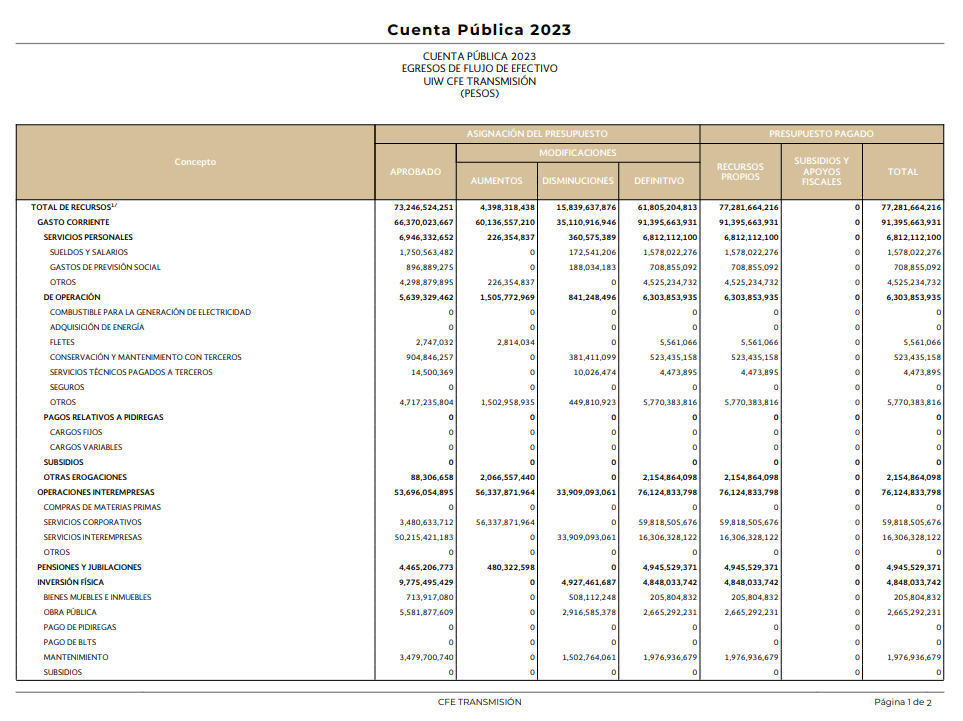 Cuenta Pública 2023
CUENTA PÚBLICA 2023
EGRESOS DE FLUJO DE EFECTIVO
UIW CFE TRANSMISIÓN
(PESOS)
Concepto
ASIGNACIÓN DEL PRESUPUESTO
PRESUPUESTO PAGADO
APROBADO
MODIFICACIONES
AUMENTOS DISMINUCIONES DEFINITIVO
RECURSOS PROPIOS
SUBSIDIOS Y APOYOS FISCALES
TOTAL
TOTAL DE RECURSOS1/ 73,246,524,251 4,398,318,438 15,839,637,876 61,805,204,813 77,281,664,216 0 77,281,664,216
GASTO CORRIENTE 66,370,023,667 60,136,557,210 35,110,916,946 91,395,663,931 91,395,663,931 0 91,395,663,931
SERVICIOS PERSONALES 6,946,332,652 226,354,837 360,575,389 6,812,112,100 6,812,112,100 0 6,812,112,100
SUELDOS Y SALARIOS 1,750,563,482 0 172,541,206 1,578,022,276 1,578,022,276 0 1,578,022,276
GASTOS DE PREVISIÓN SOCIAL 896,889,275 0 188,034,183 708,855,092 708,855,092 0 708,855,092
OTROS 4,298,879,895 226,354,837 0 4,525,234,732 4,525,234,732 0 4,525,234,732
DE OPERACIÓN 5,639,329,462 1,505,772,969 841,248,496 6,303,853,935 6,303,853,935 0 6,303,853,935
COMBUSTIBLE PARA LA GENERACIÓN DE ELECTRICIDAD 0 0 0 0 0 0 0
ADQUISICIÓN DE ENERGÍA 0 0 0 0 0 0 0
FLETES 2,747,032 2,814,034 0 5,561,066 5,561,066 0 5,561,066
CONSERVACIÓN Y MANTENIMIENTO CON TERCEROS 904,846,257 0 381,411,099 523,435,158 523,435,158 0 523,435,158
SERVICIOS TÉCNICOS PAGADOS A TERCEROS 14,500,369 0 10,026,474 4,473,895 4,473,895 0 4,473,895
SEGUROS 0 0 0 0 0 0 0
OTROS 4,717,235,804 1,502,958,935 449,810,923 5,770,383,816 5,770,383,816 0 5,770,383,816
PAGOS RELATIVOS A PIDIREGAS 0 0 0 0 0 0 0
CARGOS FIJOS 0 0 0 0 0 0 0
CARGOS VARIABLES 0 0 0 0 0 0 0
SUBSIDIOS 0 0 0 0 0 0 0
OTRAS EROGACIONES 88,306,658 2,066,557,440 0 2,154,864,098 2,154,864,098 0 2,154,864,098
OPERACIONES INTEREMPRESAS 53,696,054,895 56,337,871,964 33,909,093,061 76,124,833,798 76,124,833,798 0 76,124,833,798
COMPRAS DE MATERIAS PRIMAS 0 0 0 0 0 0 0
SERVICIOS CORPORATIVOS 3,480,633,712 56,337,871,964 0 59,818,505,676 59,818,505,676 0 59,818,505,676
SERVICIOS INTEREMPRESAS 50,215,421,183 0 33,909,093,061 16,306,328,122 16,306,328,122 0 16,306,328,122
OTROS 0 0 0 0 0 0 0
PENSIONES Y JUBILACIONES 4,465,206,773 480,322,598 0 4,945,529,371 4,945,529,371 0 4,945,529,371
INVERSIÓN FÍSICA 9,775,495,429 0 4,927,461,687 4,848,033,742 4,848,033,742 0 4,848,033,742
BIENES MUEBLES E INMUEBLES 713,917,080 0 508,112,248 205,804,832 205,804,832 0 205,804,832
OBRA PÚBLICA 5,581,877,609 0 2,916,585,378 2,665,292,231 2,665,292,231 0 2,665,292,231
PAGO DE PIDIREGAS 0 0 0 0 0 0 0
PAGO DE BLTS 0 0 0 0 0 0 0
MANTENIMIENTO 3,479,700,740 0 1,502,764,061 1,976,936,679 1,976,936,679 0 1,976,936,679
SUBSIDIOS 0 0 0 0 0 0 0
CFE TRANSMISIÓN
Página 1 de 2